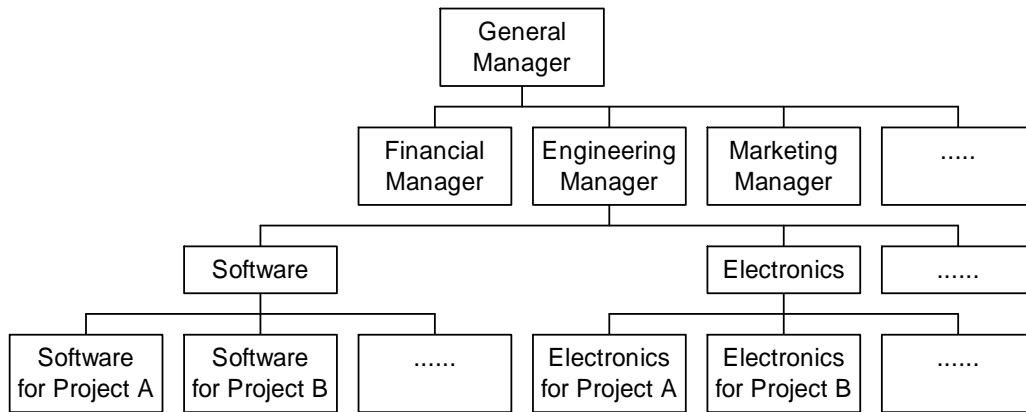 General
Manager
Financial
Manager
Engineering
Manager
Marketing
Manager
.....
Software
Electronics
......
Software
for Project A
Software
for Project B
......
Electronics
for Project A
Electronics
for Project B
......